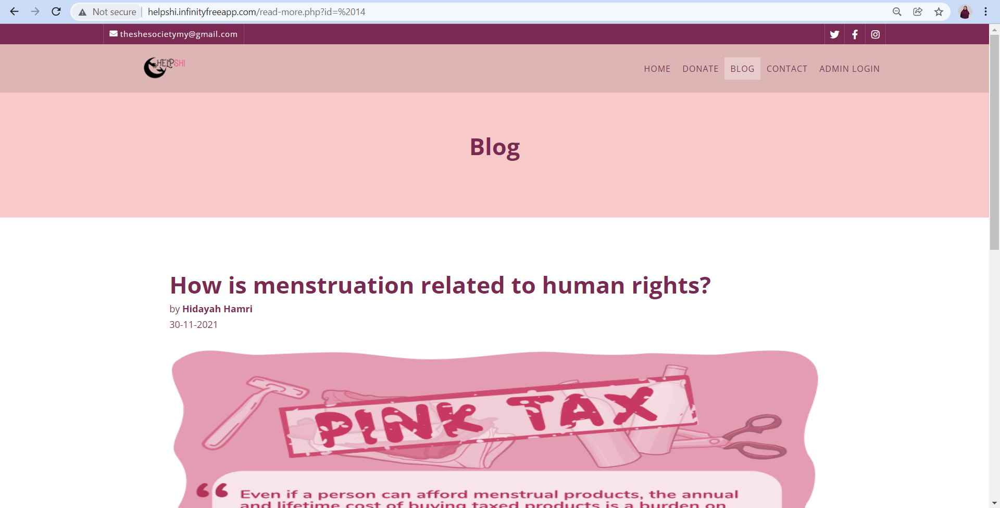 Not secure
helpshi.infinityfreeapp.com/read-more.php?id=%2014
theshesocietymy@gmail.com
HELPSHI
HOME
DONATE
BLOG
CONTACT
ADMIN LOGIN
Blog
How is menstruation related to human rights?
by Hidayah Hamri
30-11-2021
PINK TAX
“ Even if a person can afford menstrual products, the annual
and lifetime cost of buying taxed products is a burden on